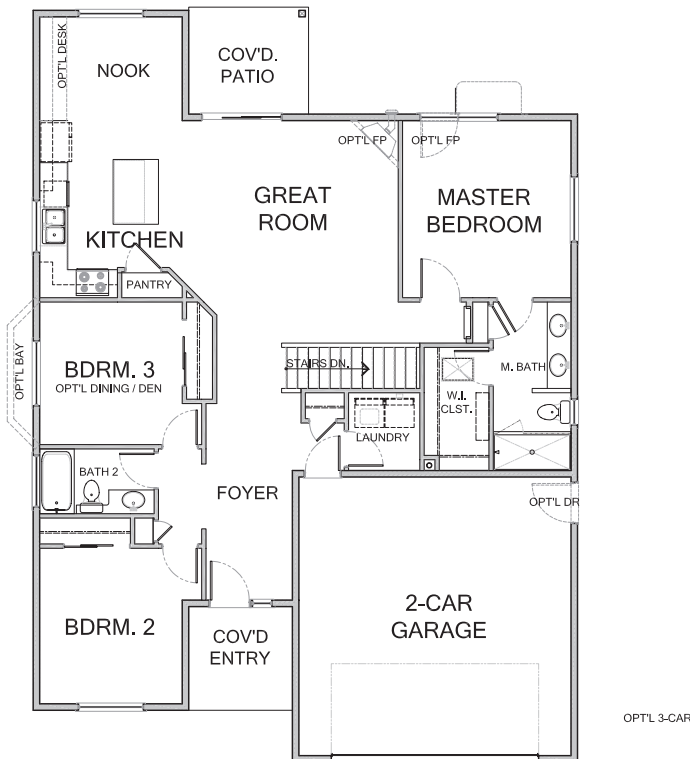 OPT'L DESK
NOOK
COV'D.
PATIO
OPT'L FP
OPT'L FP
GREAT
ROOM
MASTER
BEDROOM
KITCHEN
PANTRY
OPT'L BAY
BDRM. 3
OPT'L DINING / DEN
STAIRS DN.
M. BATH
W.I.
CLST.
LAUNDRY
BATH 2
FOYER
OPT'L DR
BDRM. 2
COV'D
ENTRY
2-CAR
GARAGE
OPT'L 3-CAR